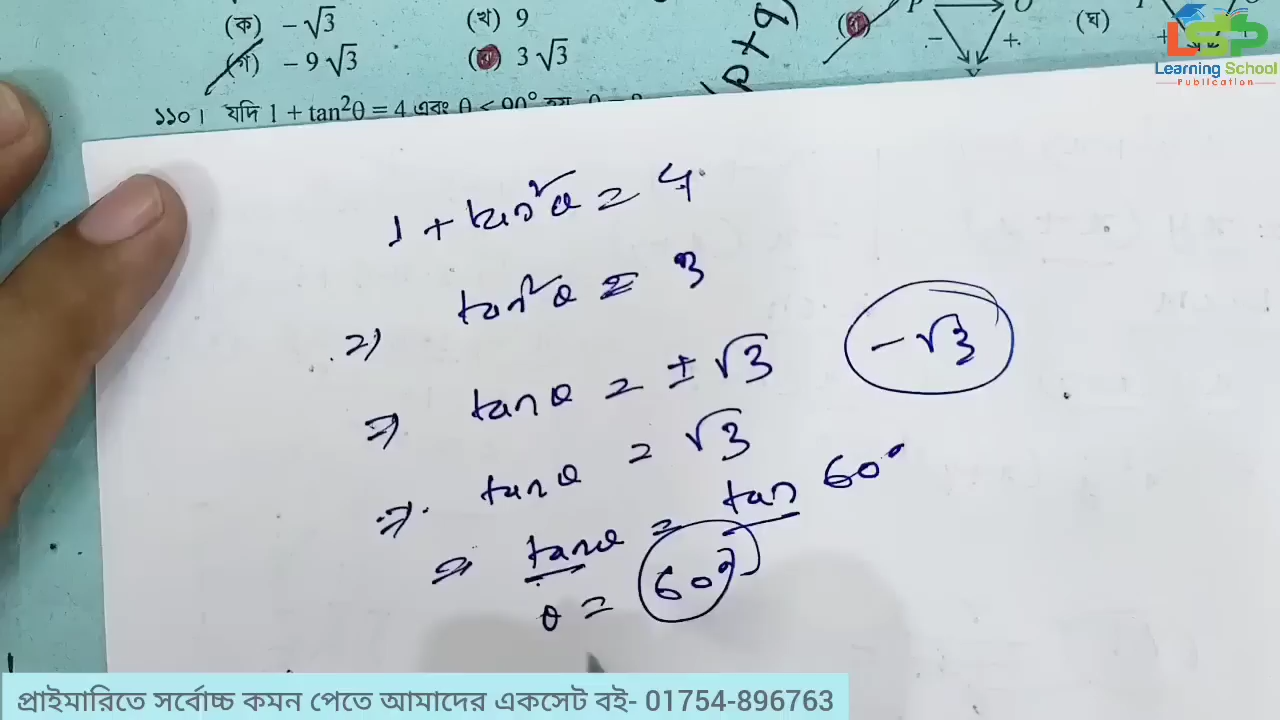 (ক) – √3 (খ) 9
(গ) – 9√3 3√3
(ঘ)
p x q
LSP
Learning School
Publication
১১০। যদি 1 + tan²θ = 4 এবং θ < 90°
1 + tan²θ = 4
⇒ tan²θ = 3
⇒ tanθ = ± √3 – √3
⇒ tanθ = √3
⇒ tanθ = tan 60°
θ = 60°
প্রাইমারিতে সর্বোচ্চ কমন পেতে আমাদের একসেট বই- 01754-896763